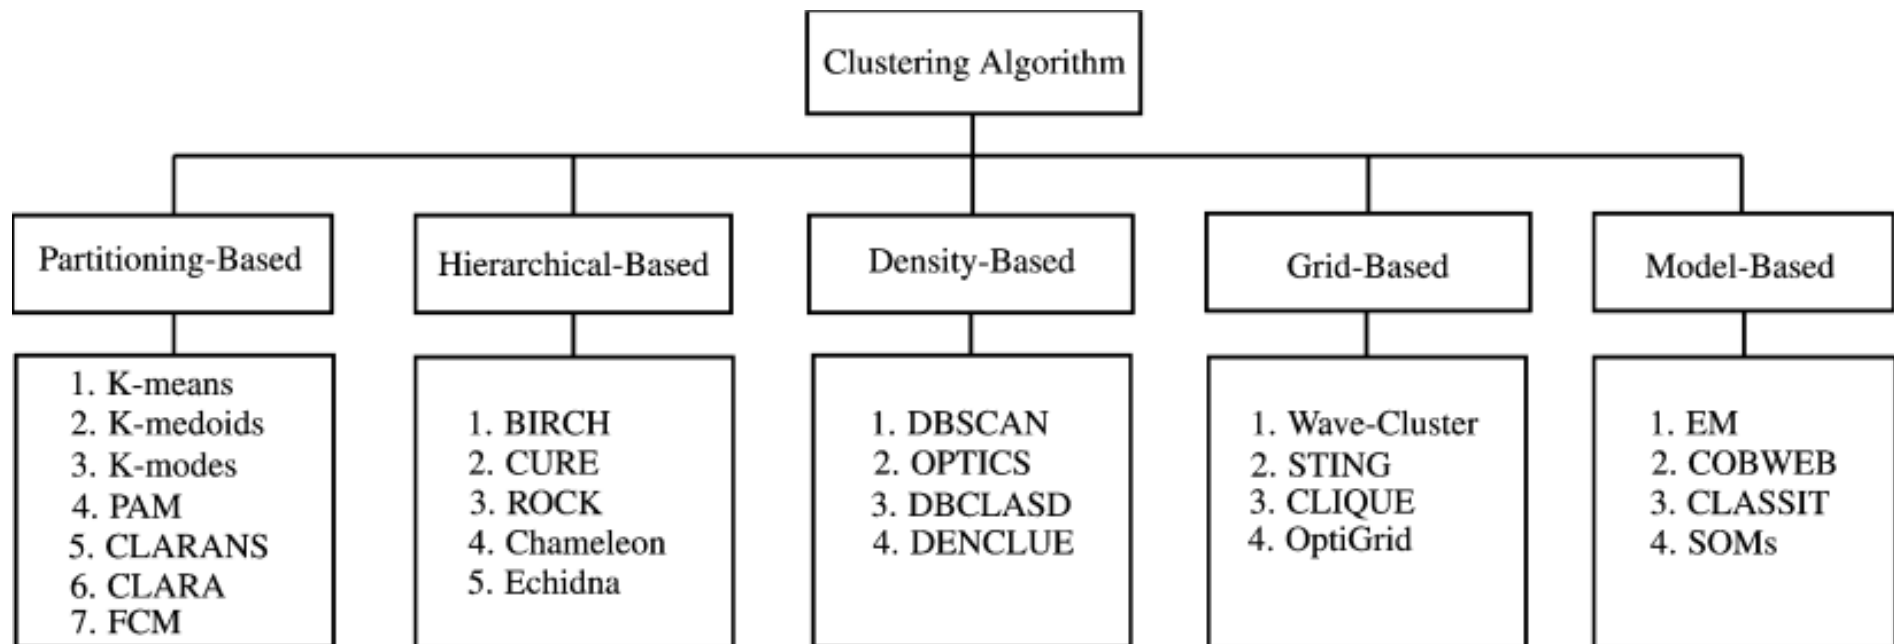 Clustering Algorithm
Partitioning-Based
Hierarchical-Based
Density-Based
Grid-Based
Model-Based
1. K-means
2. K-medoids
3. K-modes
4. PAM
5. CLARANS
6. CLARA
7. FCM
1. BIRCH
2. CURE
3. ROCK
4. Chameleon
5. Echidna
1. DBSCAN
2. OPTICS
3. DBCLASD
4. DENCLUE
1. Wave-Cluster
2. STING
3. CLIQUE
4. OptiGrid
1. EM
2. COBWEB
3. CLASSIT
4. SOMs